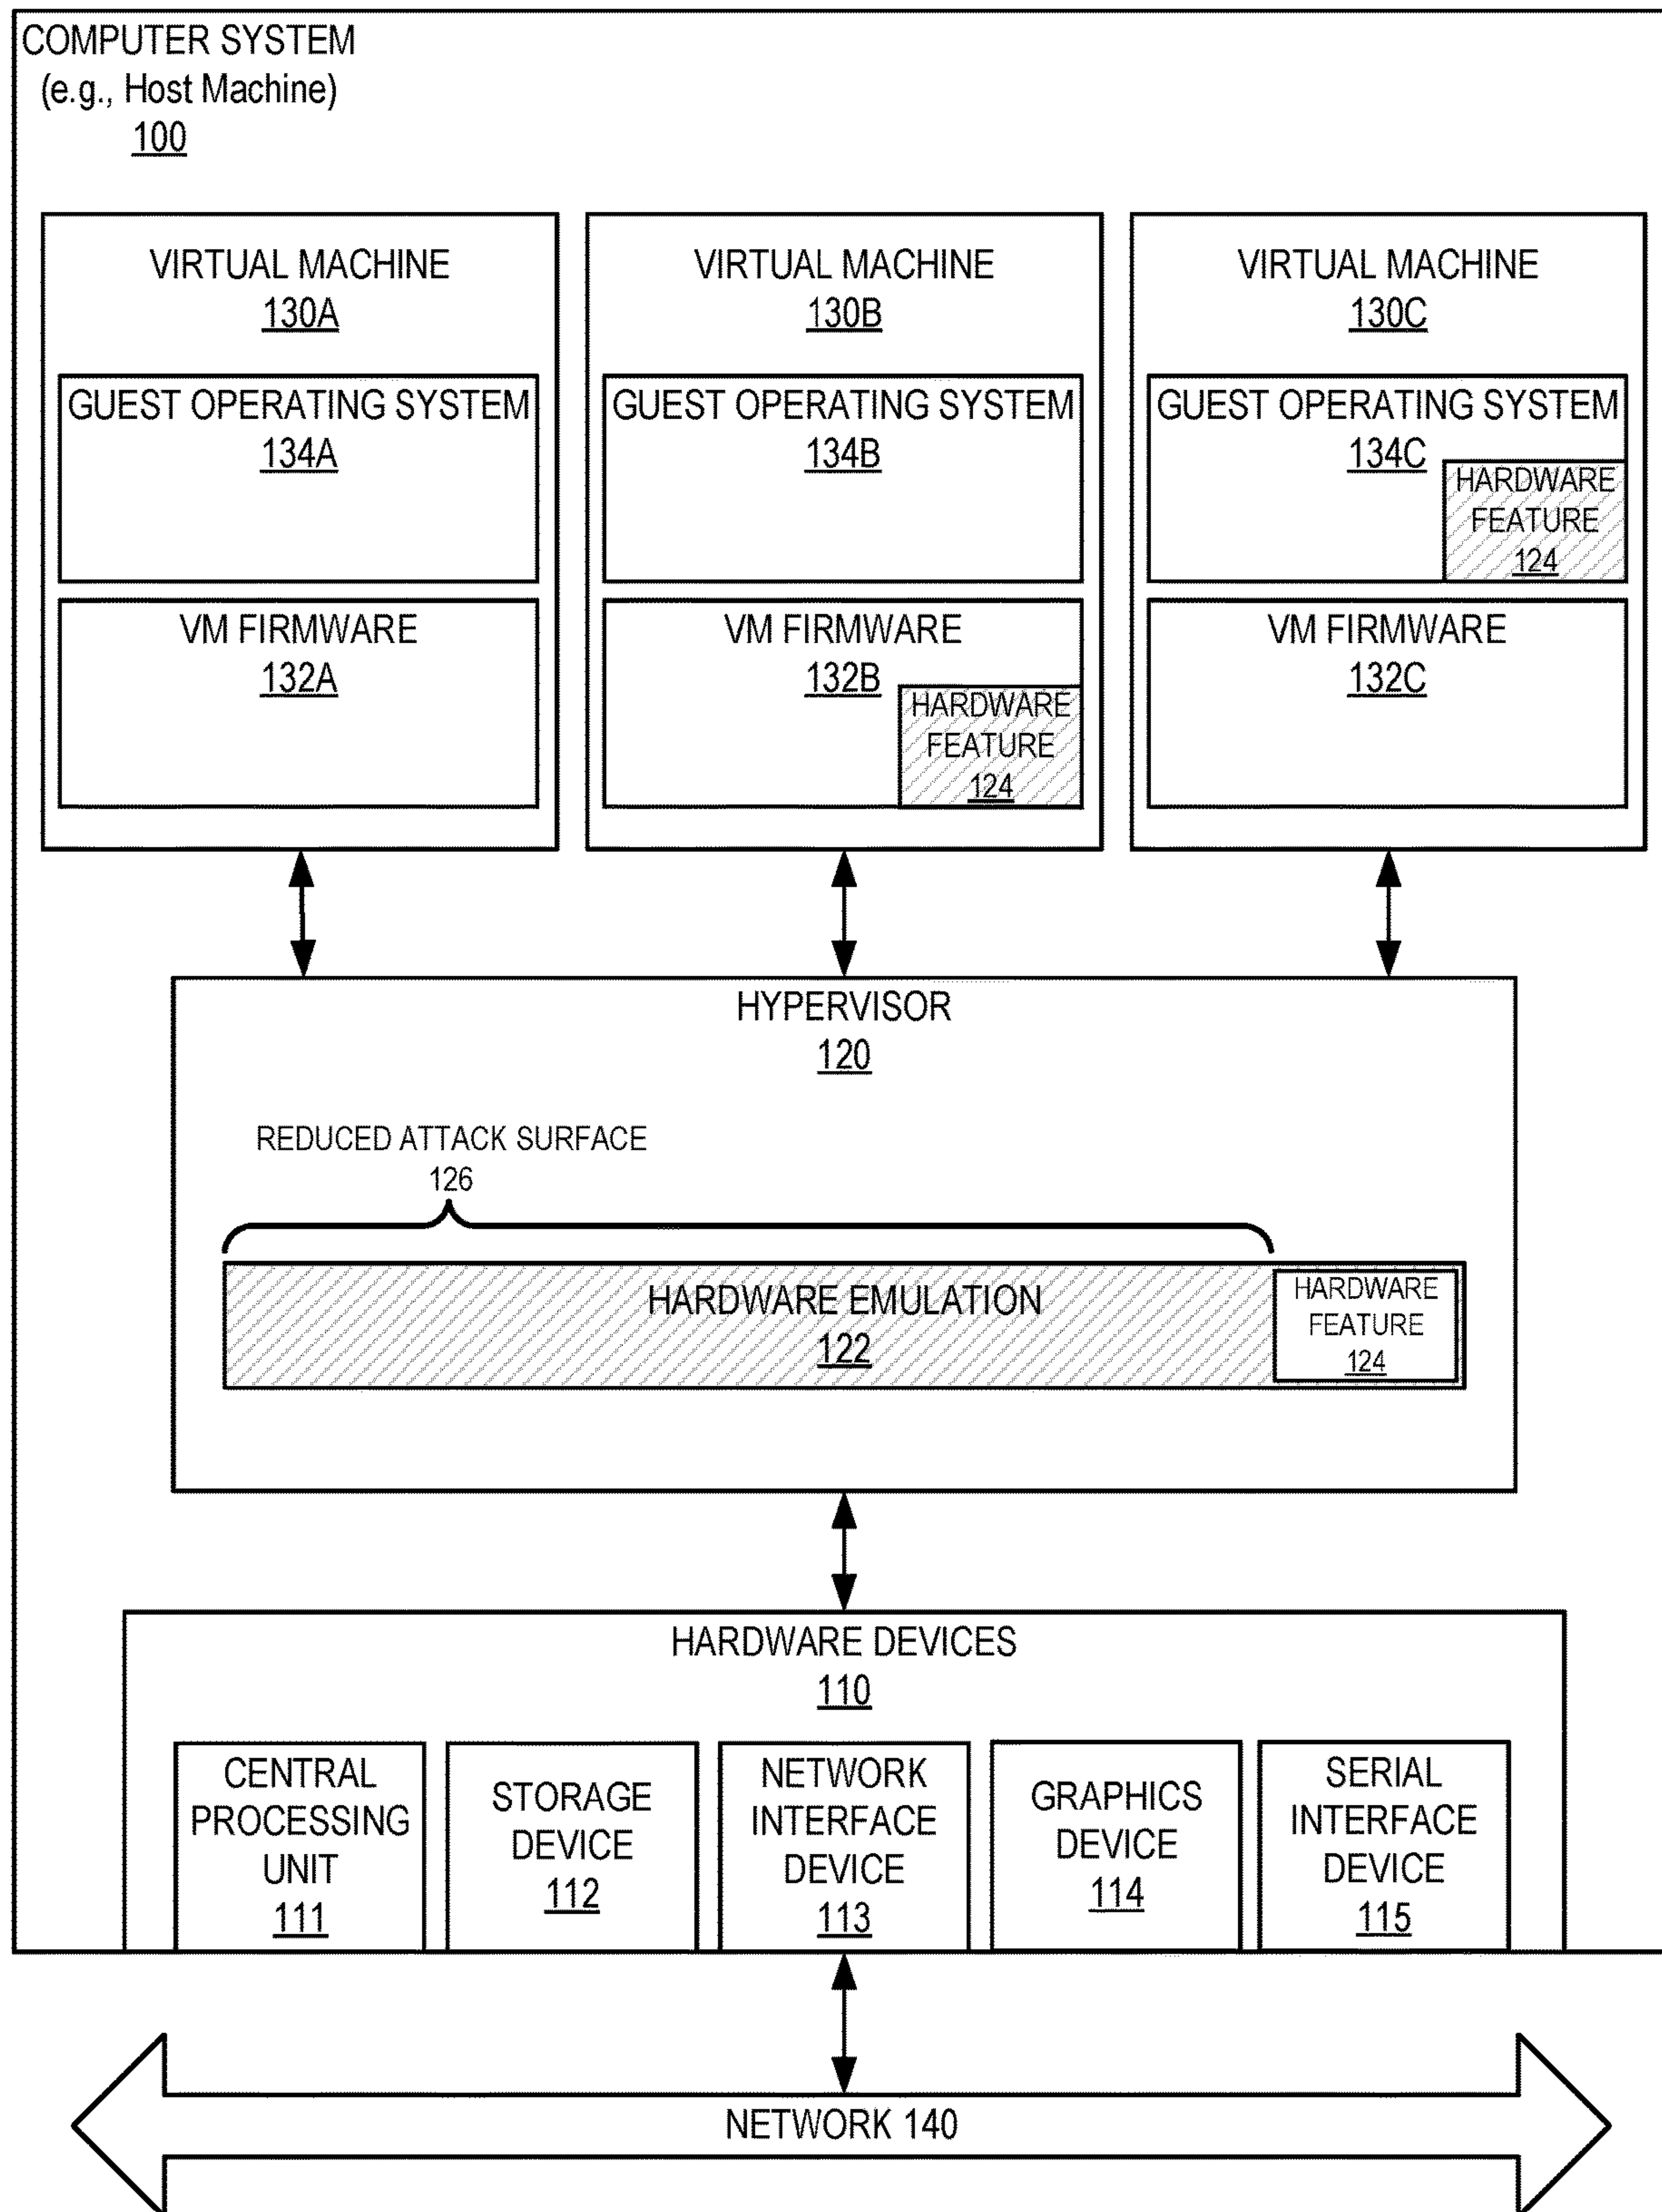 COMPUTER SYSTEM
(e.g., Host Machine)
100
VIRTUAL MACHINE
130A
GUEST OPERATING SYSTEM
134A
VM FIRMWARE
132A
VIRTUAL MACHINE
130B
GUEST OPERATING SYSTEM
134B
VM FIRMWARE
132B
HARDWARE
FEATURE
124
VIRTUAL MACHINE
130C
GUEST OPERATING SYSTEM
134C
HARDWARE
FEATURE
124
VM FIRMWARE
132C
HYPERVISOR
120
REDUCED ATTACK SURFACE
126
HARDWARE EMULATION
122
HARDWARE
FEATURE
124
HARDWARE DEVICES
110
CENTRAL
PROCESSING
UNIT
111
STORAGE
DEVICE
112
NETWORK
INTERFACE
DEVICE
113
GRAPHICS
DEVICE
114
SERIAL
INTERFACE
DEVICE
115
NETWORK 140